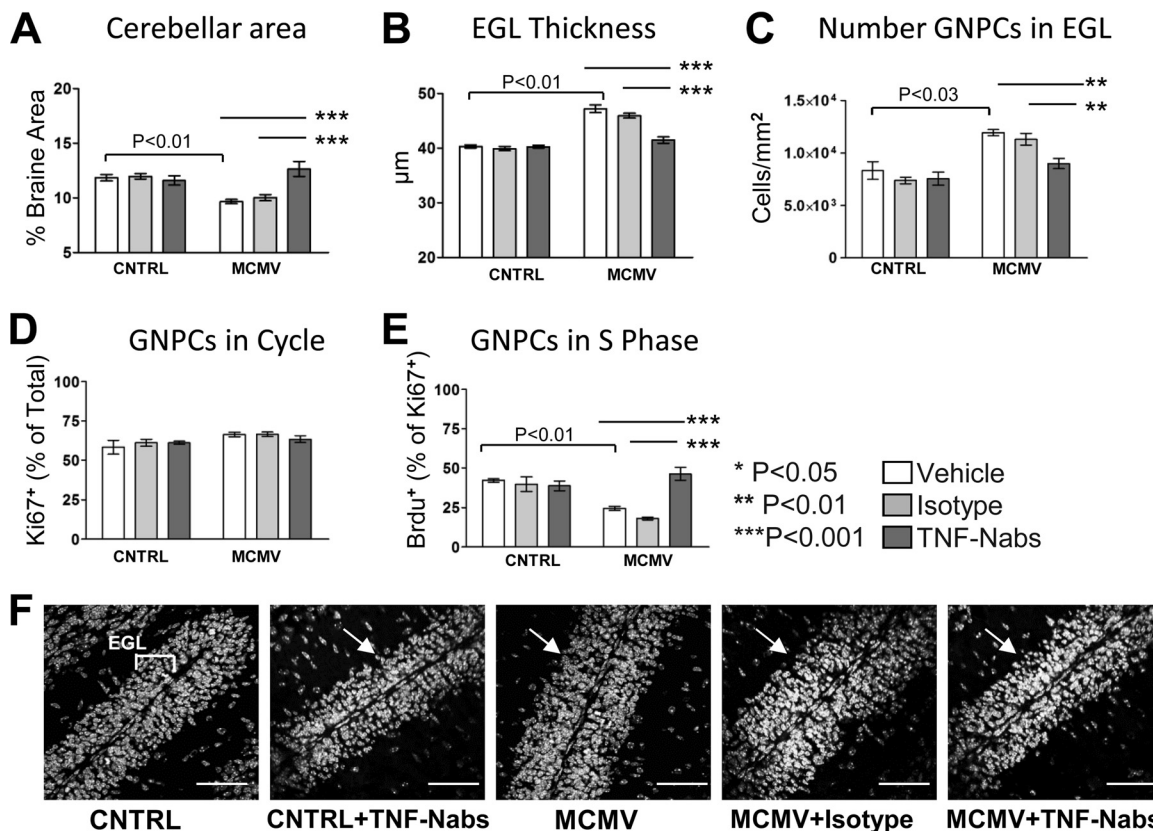 A Cerebellar area
% Braine Area
20
15
10
5
P<0.01
***
***
CNTRL MCMV
B EGL Thickness
µm
50
40
30
20
P<0.01
***
***
CNTRL MCMV
C Number GNPCs in EGL
Cells/mm²
1.5×10⁴
1.0×10⁴
5.0×10³
0
P<0.03
**
**
CNTRL MCMV
D GNPCs in Cycle
Ki67⁺ (% of Total)
100
75
50
25
0
CNTRL MCMV
E GNPCs in S Phase
Brdu⁺ (% of Ki67⁺)
100
75
50
25
0
P<0.01
***
***
CNTRL MCMV
* P<0.05
** P<0.01
***P<0.001
Vehicle
Isotype
TNF-Nabs
F
EGL
CNTRL
CNTRL+TNF-Nabs
MCMV
MCMV+Isotype
MCMV+TNF-Nabs